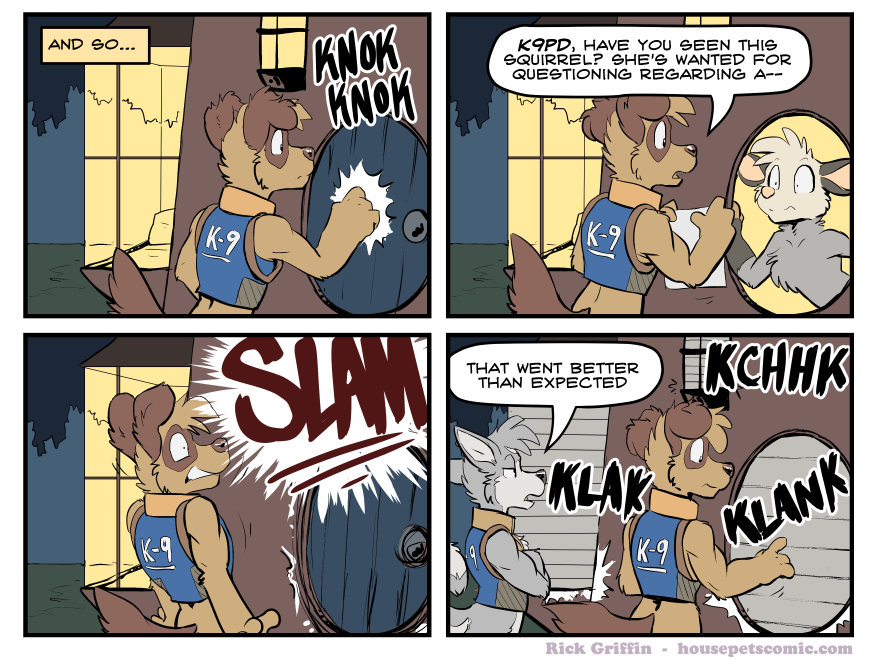 AND SO...
KNOK
KNOK
K-9
K9PD, HAVE YOU SEEN THIS
SQUIRREL? SHE'S WANTED FOR
QUESTIONING REGARDING A--
K-9
SLAM
K-9
THAT WENT BETTER
THAN EXPECTED
KCHHK
KLAK
KLANK
9
K-9
Rick Griffin - housepetscomic.com